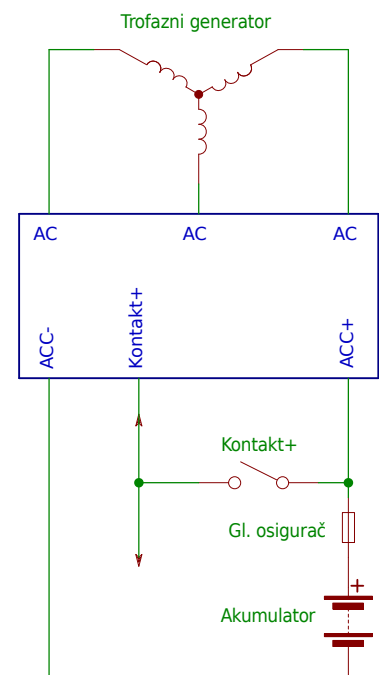 Trofazni generator
AC AC AC
ACC- Kontakt+ ACC+
Kontakt+
Gl. osigurač
+
Akumulator